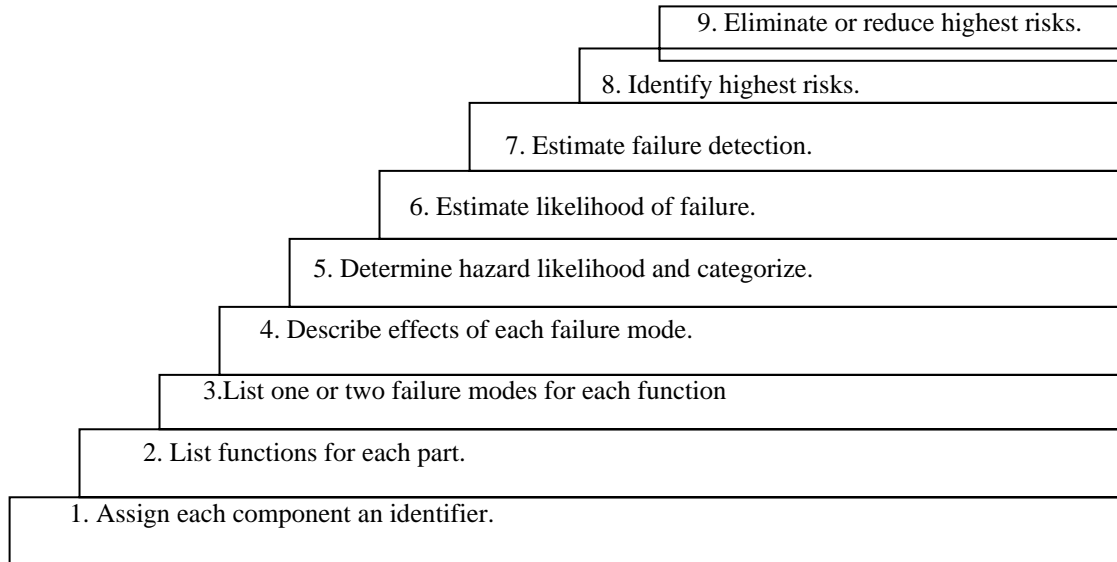 9. Eliminate or reduce highest risks.
8. Identify highest risks.
7. Estimate failure detection.
6. Estimate likelihood of failure.
5. Determine hazard likelihood and categorize.
4. Describe effects of each failure mode.
3.List one or two failure modes for each function
2. List functions for each part.
1. Assign each component an identifier.